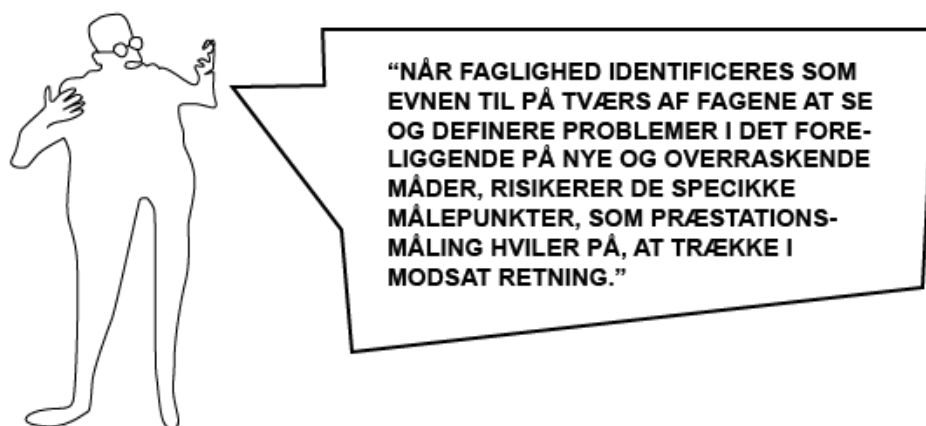 “NÅR FAGLIGHED IDENTIFICERES SOM
EVNEN TIL PÅ TVÆRS AF FAGENE AT SE
OG DEFINERE PROBLEMER I DET FORE-
LIGGENDE PÅ NYE OG OVERRASKENDE
MÅDER, RISIKERER DE SPECIKKE
MÅLEPUNKTER, SOM PRÆSTATIONS-
MÅLING HVILER PÅ, AT TRÆKKE I
MODSAT RETNING.”